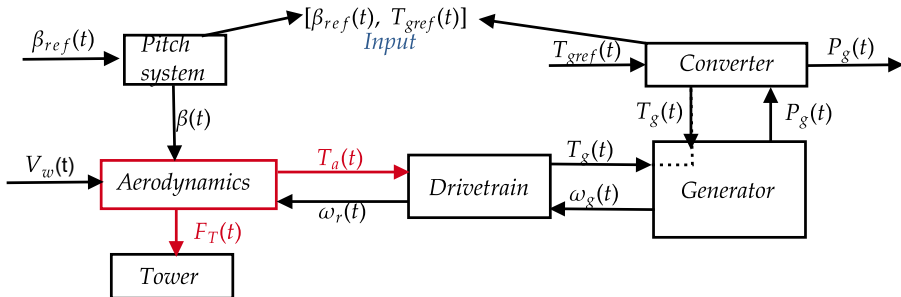 [β_ref(t), T_gref(t)]
Input
β_ref(t)
Pitch
system
T_gref(t)
Converter
P_g(t)
β(t)
T_g(t)
P_g(t)
V_w(t)
Aerodynamics
T_a(t)
Drivetrain
T_g(t)
Generator
ω_r(t)
ω_g(t)
F_T(t)
Tower